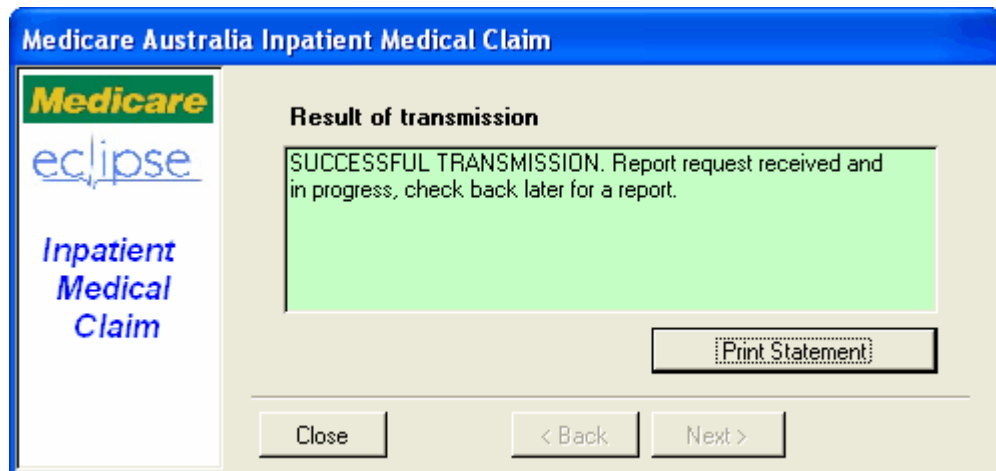 Medicare Australia Inpatient Medical Claim
Medicare
eclipse
Inpatient
Medical
Claim
Result of transmission
SUCCESSFUL TRANSMISSION. Report request received and
in progress, check back later for a report.
Print Statement
Close
< Back
Next >